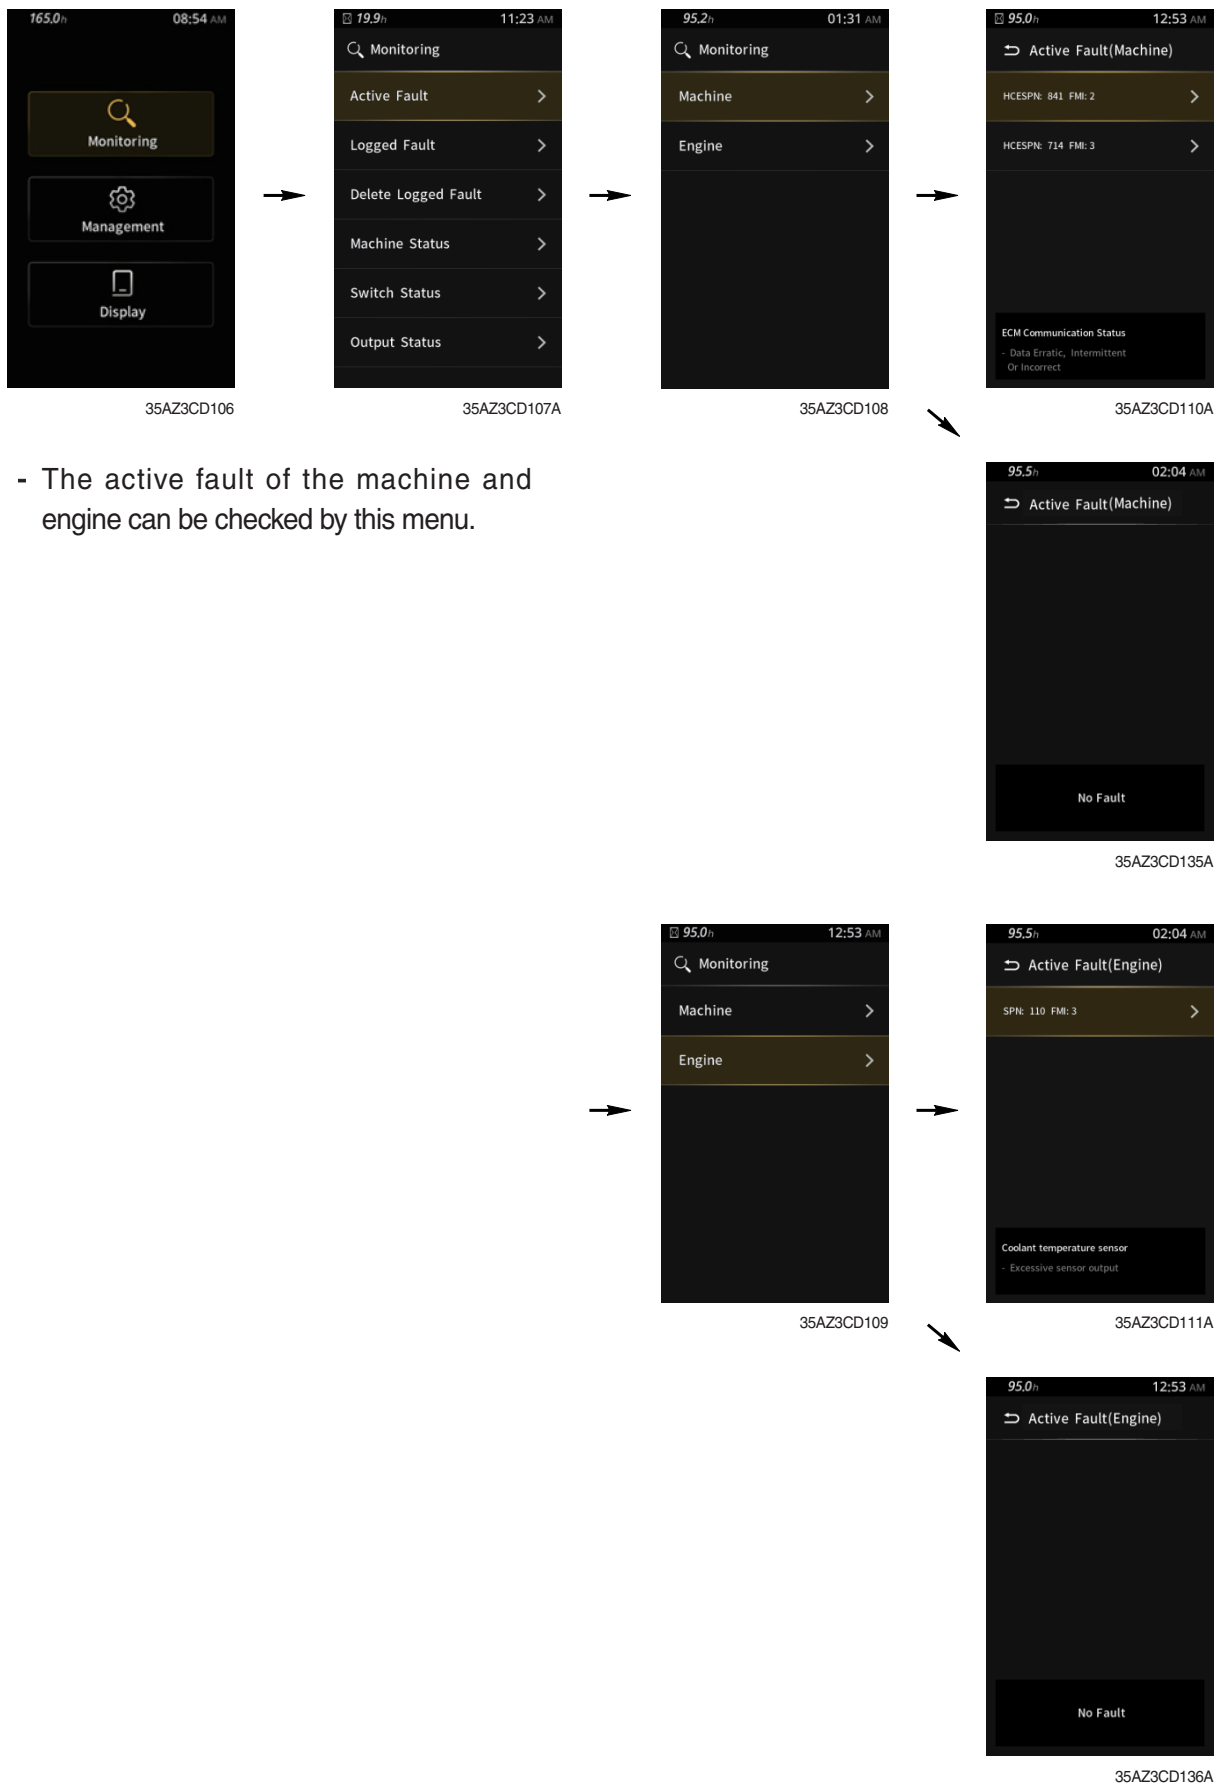 165.0h 08:54 AM
Monitoring
Management
Display
35AZ3CD106
19.9h 11:23 AM
Monitoring
Active Fault
Logged Fault
Delete Logged Fault
Machine Status
Switch Status
Output Status
35AZ3CD107A
95.2h 01:31 AM
Monitoring
Machine
Engine
35AZ3CD108
95.0h 12:53 AM
Active Fault(Machine)
HCESPN: 841 FMI: 2
HCESPN: 714 FMI: 3
ECM Communication Status
- Data Erratic, Intermittent
Or Incorrect
35AZ3CD110A
- The active fault of the machine and
engine can be checked by this menu.
95.5h 02:04 AM
Active Fault(Machine)
No Fault
35AZ3CD135A
95.0h 12:53 AM
Monitoring
Machine
Engine
35AZ3CD109
95.5h 02:04 AM
Active Fault(Engine)
SPN: 110 FMI: 3
Coolant temperature sensor
- Excessive sensor output
35AZ3CD111A
95.0h 12:53 AM
Active Fault(Engine)
No Fault
35AZ3CD136A